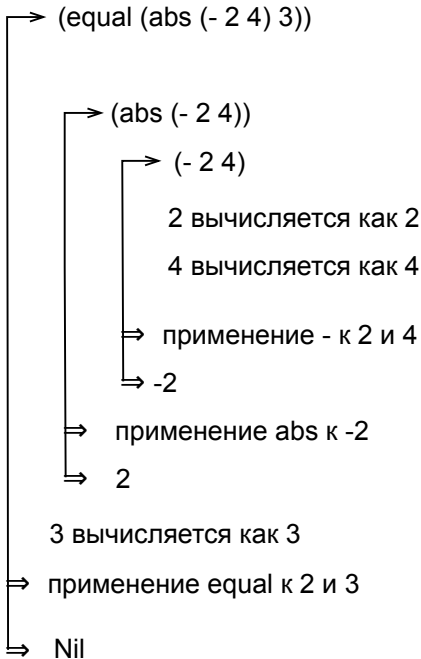 (equal (abs (- 2 4) 3))
(abs (- 2 4))
(- 2 4)
2 вычисляется как 2
4 вычисляется как 4
применение - к 2 и 4
-2
применение abs к -2
2
3 вычисляется как 3
применение equal к 2 и 3
Nil